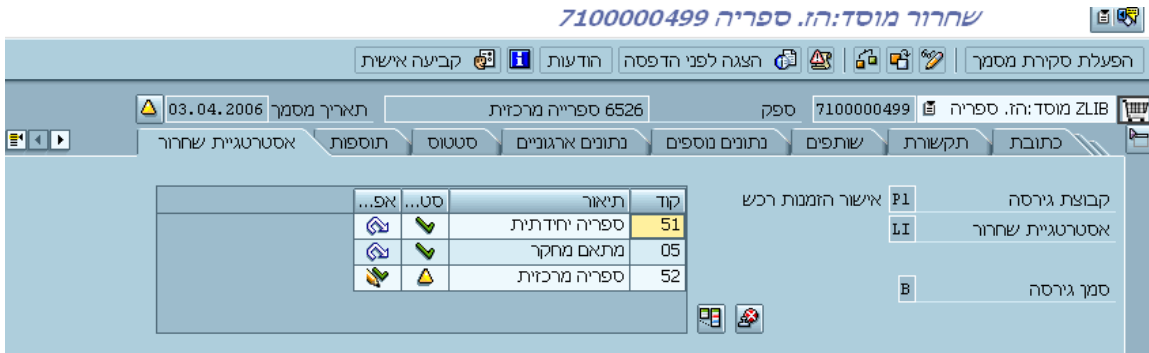 שחרור מוסד:הז. ספריה 7100000499
הפעלת סקירת מסמך הצגה לפני הדפסה הודעות קביעה אישית
ZLIB מוסד:הז. ספריה 7100000499 ספק 6526 ספרייה מרכזית תאריך מסמך 03.04.2006
כתובת תקשורת שותפים נתונים נוספים נתונים ארגוניים סטטוס תוספות אסטרטגיית שחרור
קבוצת גירסה P1 אישור הזמנות רכש
אסטרטגיית שחרור LI
סמן גירסה B
קוד תיאור סט... אפ...
51 ספריה יחידתית
05 מתאם מחקר
52 ספריה מרכזית